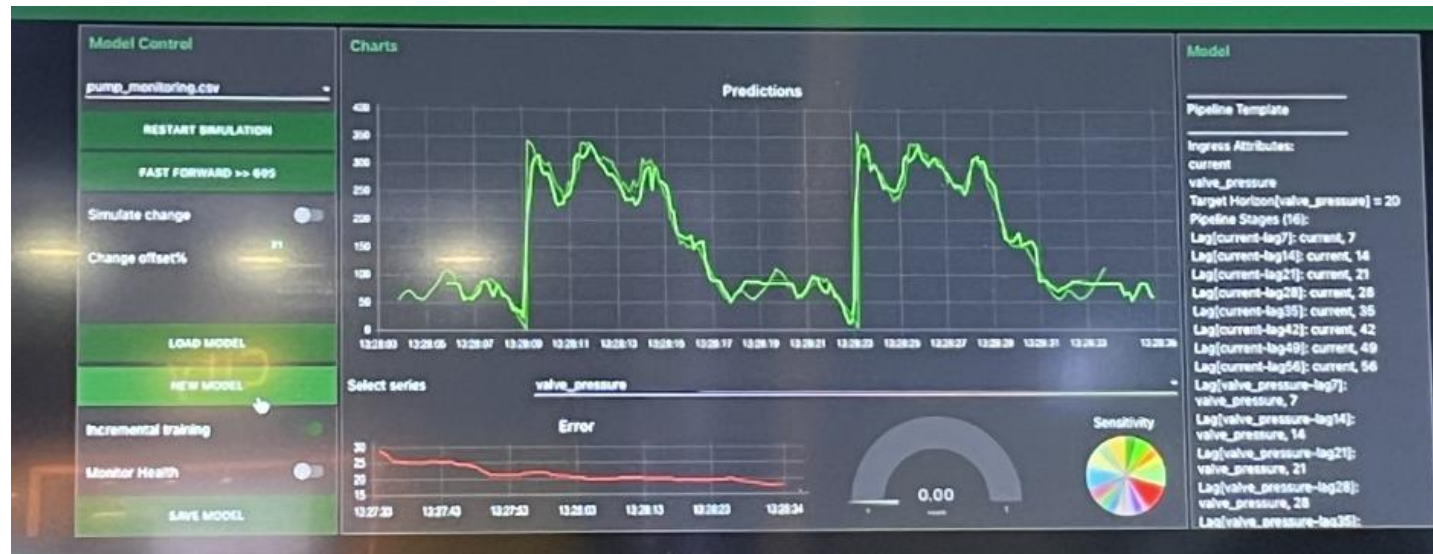 Model Control
pump_monitoring.csv
RESTART SIMULATION
FAST FORWARD >> 60S
Simulate change
21
Change offset%
LOAD MODEL
NEW MODEL
Incremental training
Monitor Health
SAVE MODEL
Charts
Predictions
400
350
300
250
200
150
100
50
0
13:28:03 13:28:05 13:28:07 13:28:09 13:28:11 13:28:13 13:28:15 13:28:17 13:28:19 13:28:21 13:28:23 13:28:25 13:28:27 13:28:29 13:28:31 13:28:33 13:28:36
Select series valve_pressure
Error
30
25
20
15
13:27:33 13:27:43 13:27:53 13:28:03 13:28:13 13:28:23 13:28:34
0.00
1
Sensitivity
Model
Pipeline Template
Ingress Attributes:
current
valve_pressure
Target Horizon[valve_pressure] = 20
Pipeline Stages (16):
Lag[current-lag7]: current, 7
Lag[current-lag14]: current, 14
Lag[current-lag21]: current, 21
Lag[current-lag28]: current, 28
Lag[current-lag35]: current, 35
Lag[current-lag42]: current, 42
Lag[current-lag49]: current, 49
Lag[current-lag56]: current, 56
Lag[valve_pressure-lag7]:
valve_pressure, 7
Lag[valve_pressure-lag14]:
valve_pressure, 14
Lag[valve_pressure-lag21]:
valve_pressure, 21
Lag[valve_pressure-lag28]:
valve_pressure, 28
Lag[valve_pressure-lag35]: